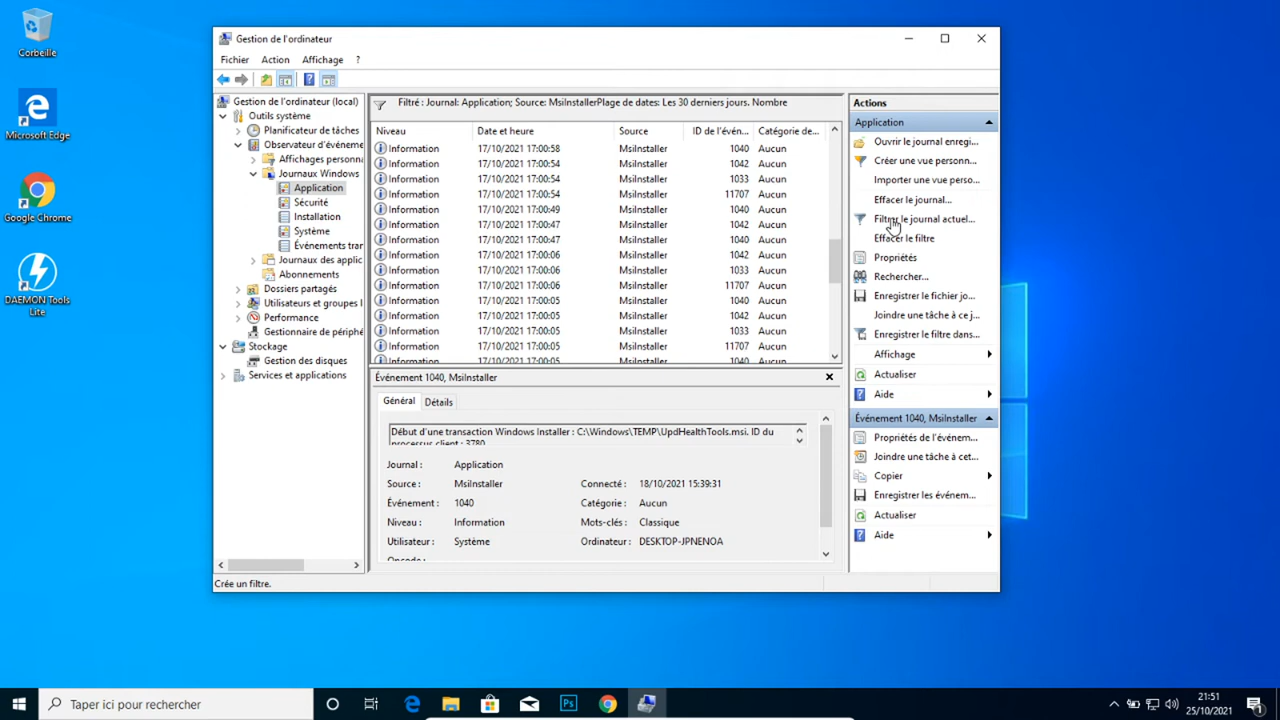 Corbeille
Microsoft Edge
Google Chrome
DAEMON Tools
Lite
Gestion de l'ordinateur
Fichier Action Affichage ?
Gestion de l'ordinateur (local)
Outils système
Planificateur de tâches
Observateur d'événeme
Affichages personna
Journaux Windows
Application
Sécurité
Installation
Système
Événements tran
Journaux des applic
Abonnements
Dossiers partagés
Utilisateurs et groupes l
Performance
Gestionnaire de périphé
Stockage
Gestion des disques
Services et applications
Filtré : Journal: Application; Source: MsiInstallerPlage de dates: Les 30 derniers jours. Nombre
Niveau Date et heure Source ID de l'évén... Catégorie de...
Information 17/10/2021 17:00:58 MsiInstaller 1040 Aucun
Information 17/10/2021 17:00:54 MsiInstaller 1042 Aucun
Information 17/10/2021 17:00:54 MsiInstaller 1033 Aucun
Information 17/10/2021 17:00:54 MsiInstaller 11707 Aucun
Information 17/10/2021 17:00:49 MsiInstaller 1040 Aucun
Information 17/10/2021 17:00:47 MsiInstaller 1042 Aucun
Information 17/10/2021 17:00:47 MsiInstaller 1040 Aucun
Information 17/10/2021 17:00:06 MsiInstaller 1042 Aucun
Information 17/10/2021 17:00:06 MsiInstaller 1033 Aucun
Information 17/10/2021 17:00:06 MsiInstaller 11707 Aucun
Information 17/10/2021 17:00:05 MsiInstaller 1040 Aucun
Information 17/10/2021 17:00:05 MsiInstaller 1042 Aucun
Information 17/10/2021 17:00:05 MsiInstaller 1033 Aucun
Information 17/10/2021 17:00:05 MsiInstaller 11707 Aucun
Information 17/10/2021 17:00:05 MsiInstaller 1040 Aucun
Événement 1040, MsiInstaller
Général Détails
Début d'une transaction Windows Installer : C:\Windows\TEMP\UpdHealthTools.msi. ID du
processus client : 3780.
Journal : Application
Source : MsiInstaller Connecté : 18/10/2021 15:39:31
Événement : 1040 Catégorie : Aucun
Niveau : Information Mots-clés : Classique
Utilisateur : Système Ordinateur : DESKTOP-JPNENOA
Opcode :
Actions
Application
Ouvrir le journal enregi...
Créer une vue personn...
Importer une vue perso...
Effacer le journal...
Filtrer le journal actuel...
Effacer le filtre
Propriétés
Rechercher...
Enregistrer le fichier jo...
Joindre une tâche à ce j...
Enregistrer le filtre dans...
Affichage
Actualiser
Aide
Événement 1040, MsiInstaller
Propriétés de l'événem...
Joindre une tâche à cet...
Copier
Enregistrer les événem...
Actualiser
Aide
Crée un filtre.
Taper ici pour rechercher
Ps
21:51
25/10/2021
1